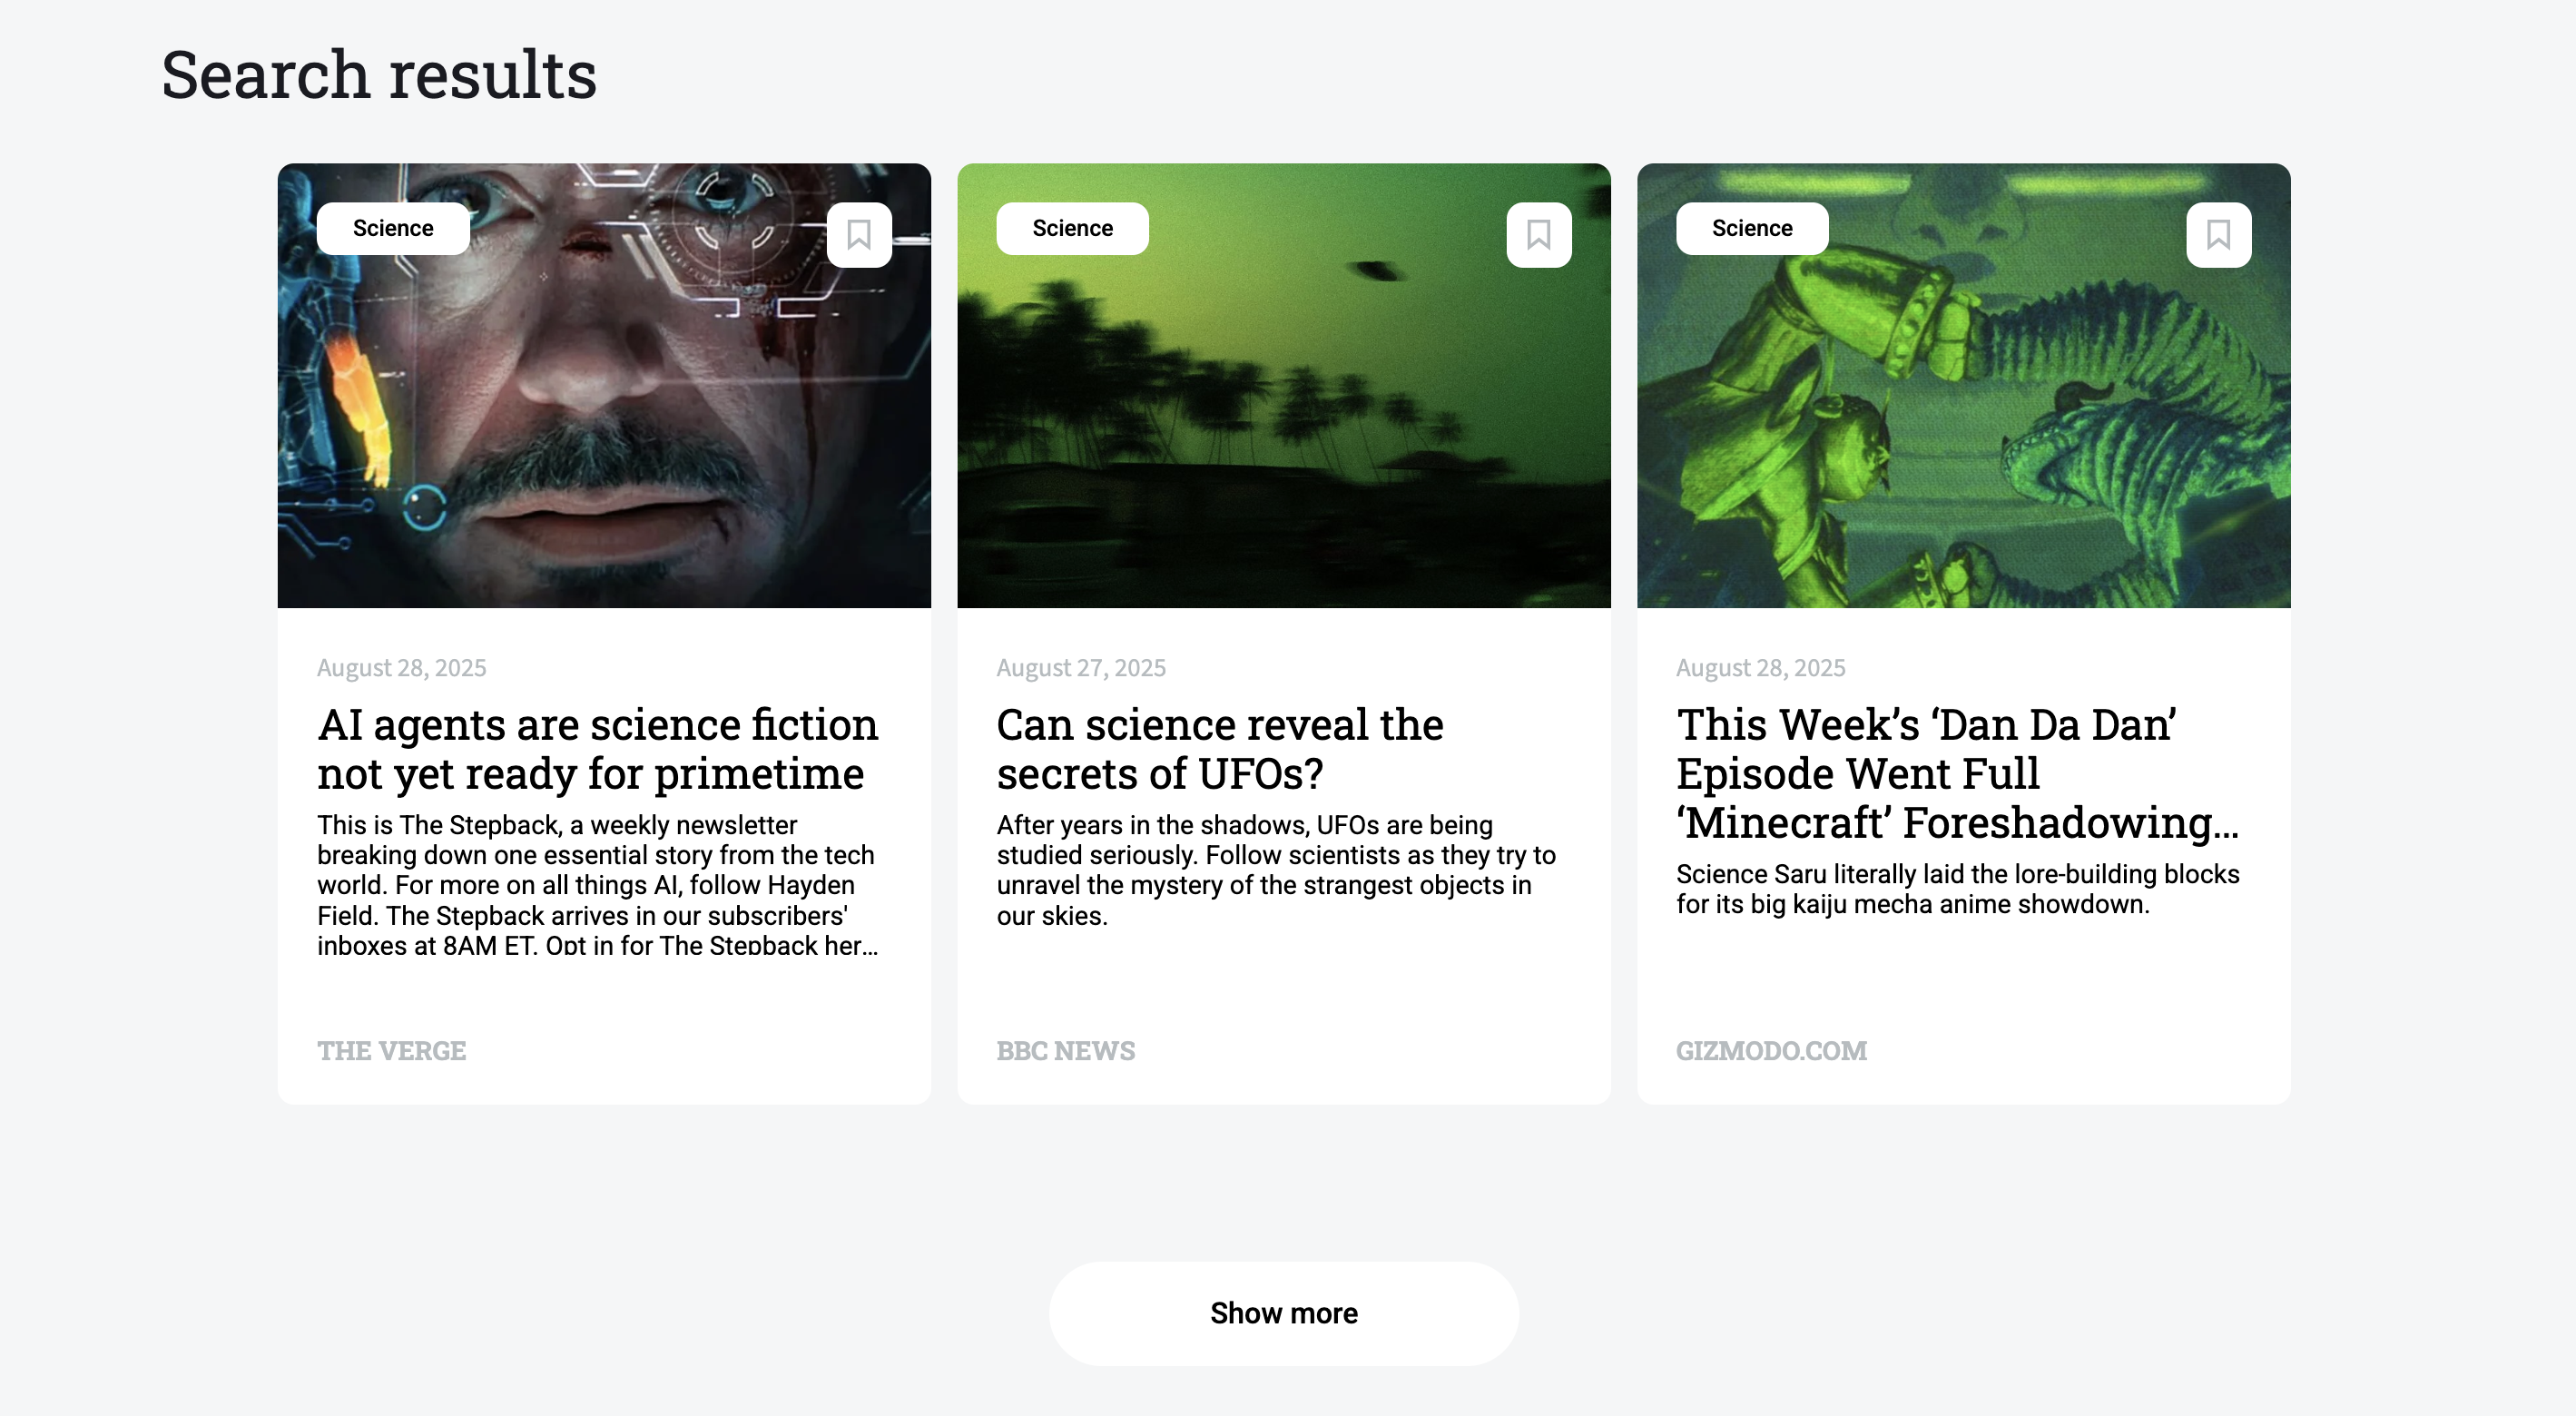 Search results
Science
August 28, 2025
AI agents are science fiction
not yet ready for primetime
This is The Stepback, a weekly newsletter
breaking down one essential story from the tech
world. For more on all things AI, follow Hayden
Field. The Stepback arrives in our subscribers'
inboxes at 8AM ET. Opt in for The Stepback her…
THE VERGE
Science
August 27, 2025
Can science reveal the
secrets of UFOs?
After years in the shadows, UFOs are being
studied seriously. Follow scientists as they try to
unravel the mystery of the strangest objects in
our skies.
BBC NEWS
Science
August 28, 2025
This Week’s ‘Dan Da Dan’
Episode Went Full
‘Minecraft’ Foreshadowing…
Science Saru literally laid the lore-building blocks
for its big kaiju mecha anime showdown.
GIZMODO.COM
Show more